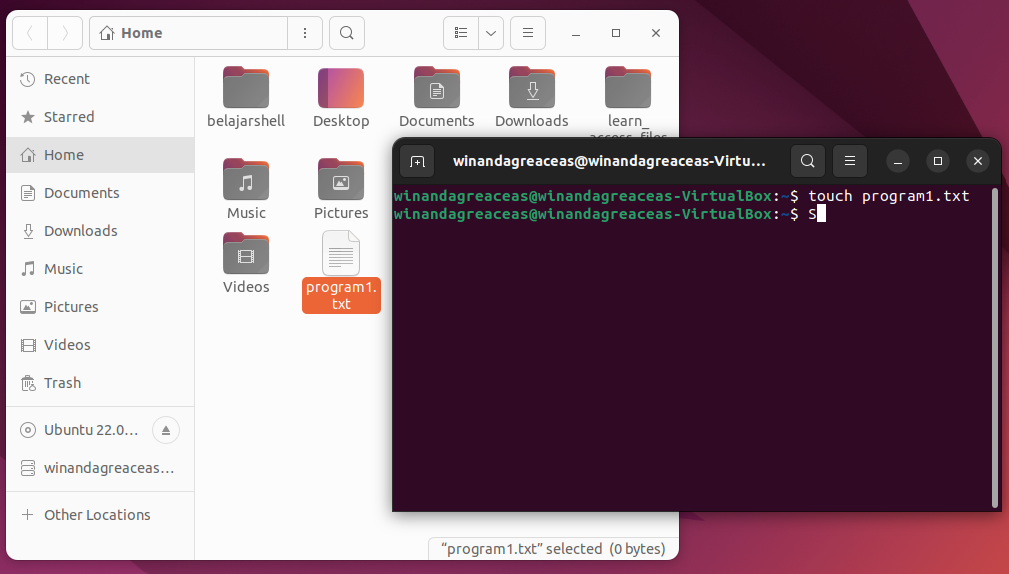 Home
Recent
Starred
Home
Documents
Downloads
Music
Pictures
Videos
Trash
Ubuntu 22.0...
winandagreaceas...
Other Locations
belajarshell
Desktop
Documents
Downloads
learn_
access_files
Music
Pictures
Videos
program1.
txt
"program1.txt" selected (0 bytes)
winandagreaceas@winandagreaceas-Virtu...
winandagreaceas@winandagreaceas-VirtualBox:~$ touch program1.txt
winandagreaceas@winandagreaceas-VirtualBox:~$ S